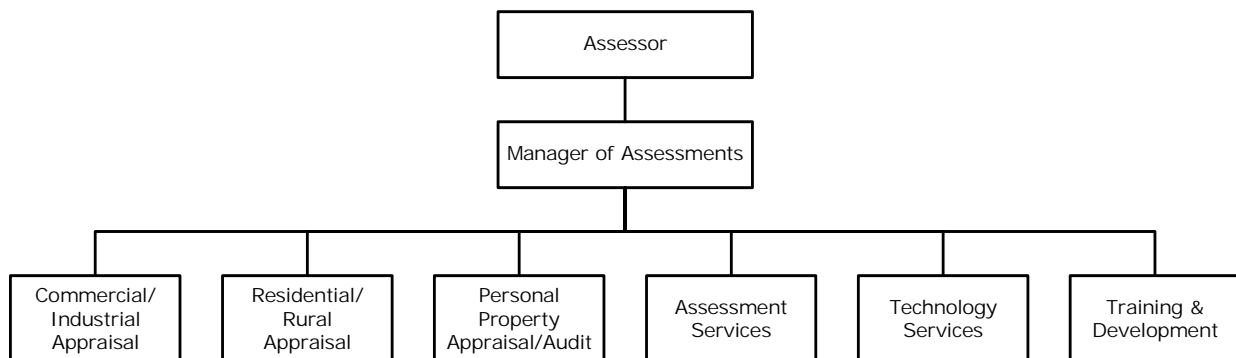 Assessor
Manager of Assessments
Commercial/
Industrial
Appraisal
Residential/
Rural
Appraisal
Personal
Property
Appraisal/Audit
Assessment
Services
Technology
Services
Training &
Development